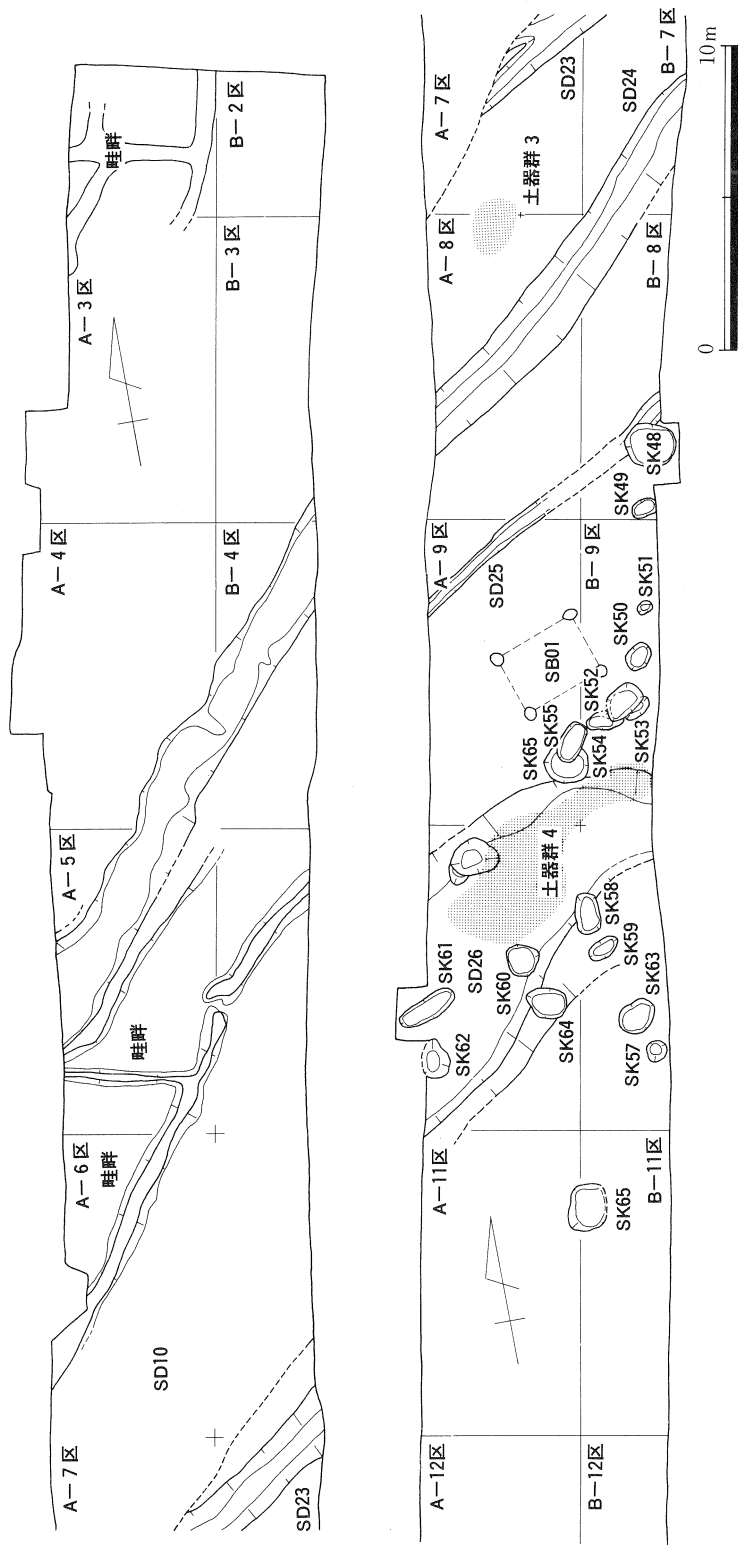 B－2区
畦畔
B－3区
A－3区
A－4区
B－4区
A－5区
畦畔
A－6区
畦畔
SD10
A－7区
SD23
10m
0
B－7区
A－7区
SD23
SD24
土器群 3
A－8区
B－8区
SK48
SK49
A－9区
B－9区
SD25
SK51
SK50
SB01
SK52
SK55
SK53
SK54
SK65
土器群 4
SK58
SK59
SK61
SD26
SK60
SK63
SK62
SK64
SK57
A－11区
B－11区
SK65
A－12区
B－12区